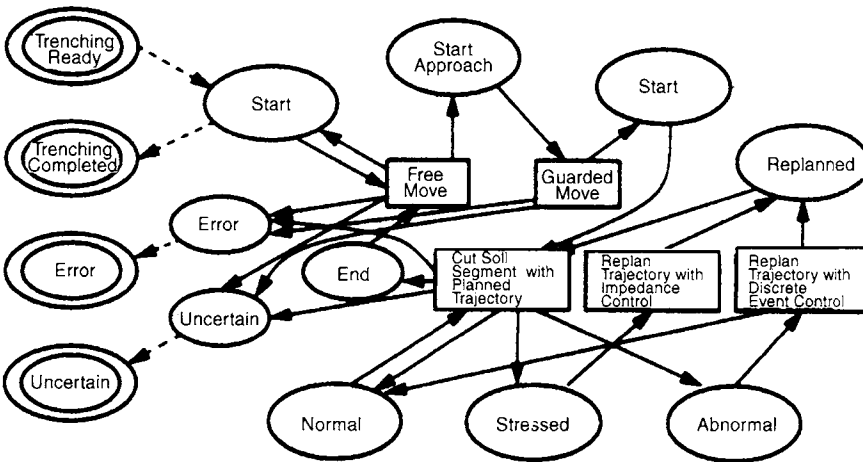 Trenching
Ready
Start
Start
Approach
Start
Trenching
Completed
Free
Move
Guarded
Move
Replanned
Error
Error
End
Cut Soil
Segment with
Planned
Trajectory
Replan
Trajectory with
Impedance
Control
Replan
Trajectory with
Discrete
Event Control
Uncertain
Uncertain
Normal
Stressed
Abnormal